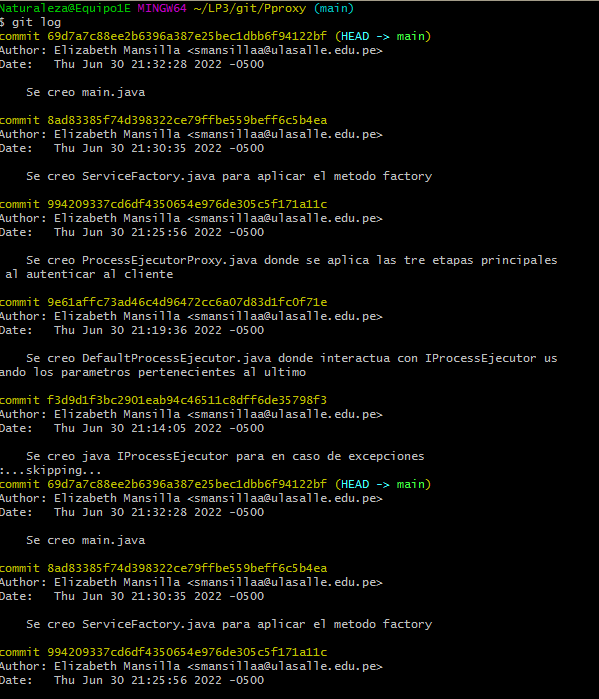 Naturaleza@Equipo1E MINGW64 ~/LP3/git/Pproxy (main)
$ git log
commit 69d7a7c88ee2b6396a387e25bec1dbb6f94122bf (HEAD -> main)
Author: Elizabeth Mansilla <smansillaa@ulasalle.edu.pe>
Date:   Thu Jun 30 21:32:28 2022 -0500
    Se creo main.java
commit 8ad83385f74d398322ce79ffbe559beff6c5b4ea
Author: Elizabeth Mansilla <smansillaa@ulasalle.edu.pe>
Date:   Thu Jun 30 21:30:35 2022 -0500
    Se creo ServiceFactory.java para aplicar el metodo factory
commit 994209337cd6df4350654e976de305c5f171a11c
Author: Elizabeth Mansilla <smansillaa@ulasalle.edu.pe>
Date:   Thu Jun 30 21:25:56 2022 -0500
    Se creo ProcessEjecutorProxy.java donde se aplica las tre etapas principales
 al autenticar al cliente
commit 9e61affc73ad46c4d96472cc6a07d83d1fc0f71e
Author: Elizabeth Mansilla <smansillaa@ulasalle.edu.pe>
Date:   Thu Jun 30 21:19:36 2022 -0500
    Se creo DefaultProcessEjecutor.java donde interactua con IProcessEjecutor us
ando los parametros pertenecientes al ultimo
commit f3d9d1f3bc2901eab94c46511c8dff6de35798f3
Author: Elizabeth Mansilla <smansillaa@ulasalle.edu.pe>
Date:   Thu Jun 30 21:14:05 2022 -0500
    Se creo java IProcessEjecutor para en caso de excepciones
:...skipping...
commit 69d7a7c88ee2b6396a387e25bec1dbb6f94122bf (HEAD -> main)
Author: Elizabeth Mansilla <smansillaa@ulasalle.edu.pe>
Date:   Thu Jun 30 21:32:28 2022 -0500
    Se creo main.java
commit 8ad83385f74d398322ce79ffbe559beff6c5b4ea
Author: Elizabeth Mansilla <smansillaa@ulasalle.edu.pe>
Date:   Thu Jun 30 21:30:35 2022 -0500
    Se creo ServiceFactory.java para aplicar el metodo factory
commit 994209337cd6df4350654e976de305c5f171a11c
Author: Elizabeth Mansilla <smansillaa@ulasalle.edu.pe>
Date:   Thu Jun 30 21:25:56 2022 -0500